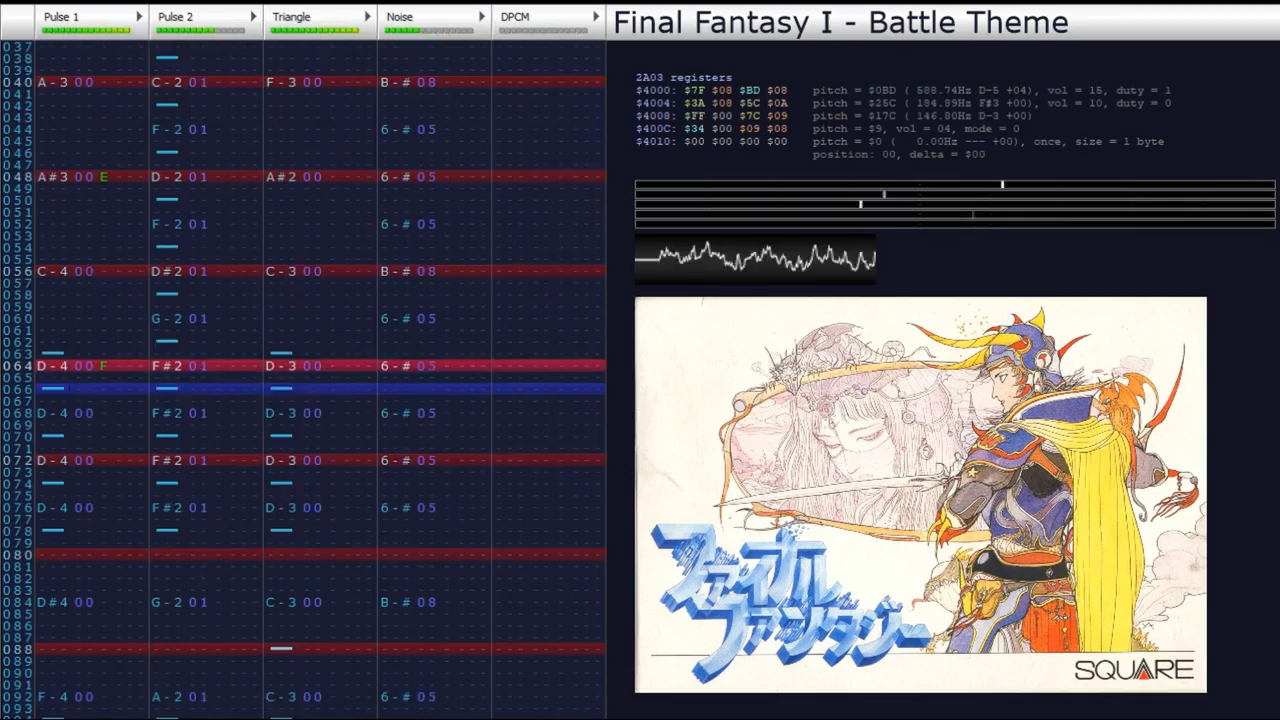 Pulse 1 Pulse 2 Triangle Noise DPCM
Final Fantasy I - Battle Theme
037
038
039
040 A-3 00 C-2 01 F-3 00 B-# 08
041
042
043
044 F-2 01 6-# 05
045
046
047
048 A#3 00 E D-2 01 A#2 00 6-# 05
049
050
051
052 F-2 01 6-# 05
053
054
055
056 C-4 00 D#2 01 C-3 00 B-# 08
057
058
059
060 G-2 01 6-# 05
061
062
063
064 D-4 00 F F#2 01 D-3 00 6-# 05
065
066
067
068 D-4 00 F#2 01 D-3 00 6-# 05
069
070
071
072 D-4 00 F#2 01 D-3 00 6-# 05
073
074
075
076 D-4 00 F#2 01 D-3 00 6-# 05
077
078
079
080
081
082
083
084 D#4 00 G-2 01 C-3 00 B-# 08
085
086
087
088
089
090
091
092 F-4 00 A-2 01 C-3 00 6-# 05
093
2A03 registers
$4000: $7F $08 $BD $08 pitch = $0BD ( 588.74Hz D-5 +04), vol = 15, duty = 1
$4004: $3A $08 $5C $0A pitch = $25C ( 184.89Hz F#3 +00), vol = 10, duty = 0
$4008: $FF $00 $7C $09 pitch = $17C ( 146.80Hz D-3 +00)
$400C: $34 $00 $09 $08 pitch = $9, vol = 04, mode = 0
$4010: $00 $00 $00 $00 pitch = $0 ( 0.00Hz --- +00), once, size = 1 byte
position: 00, delta = $00
ファイナル
ファンタジー
SQUARE